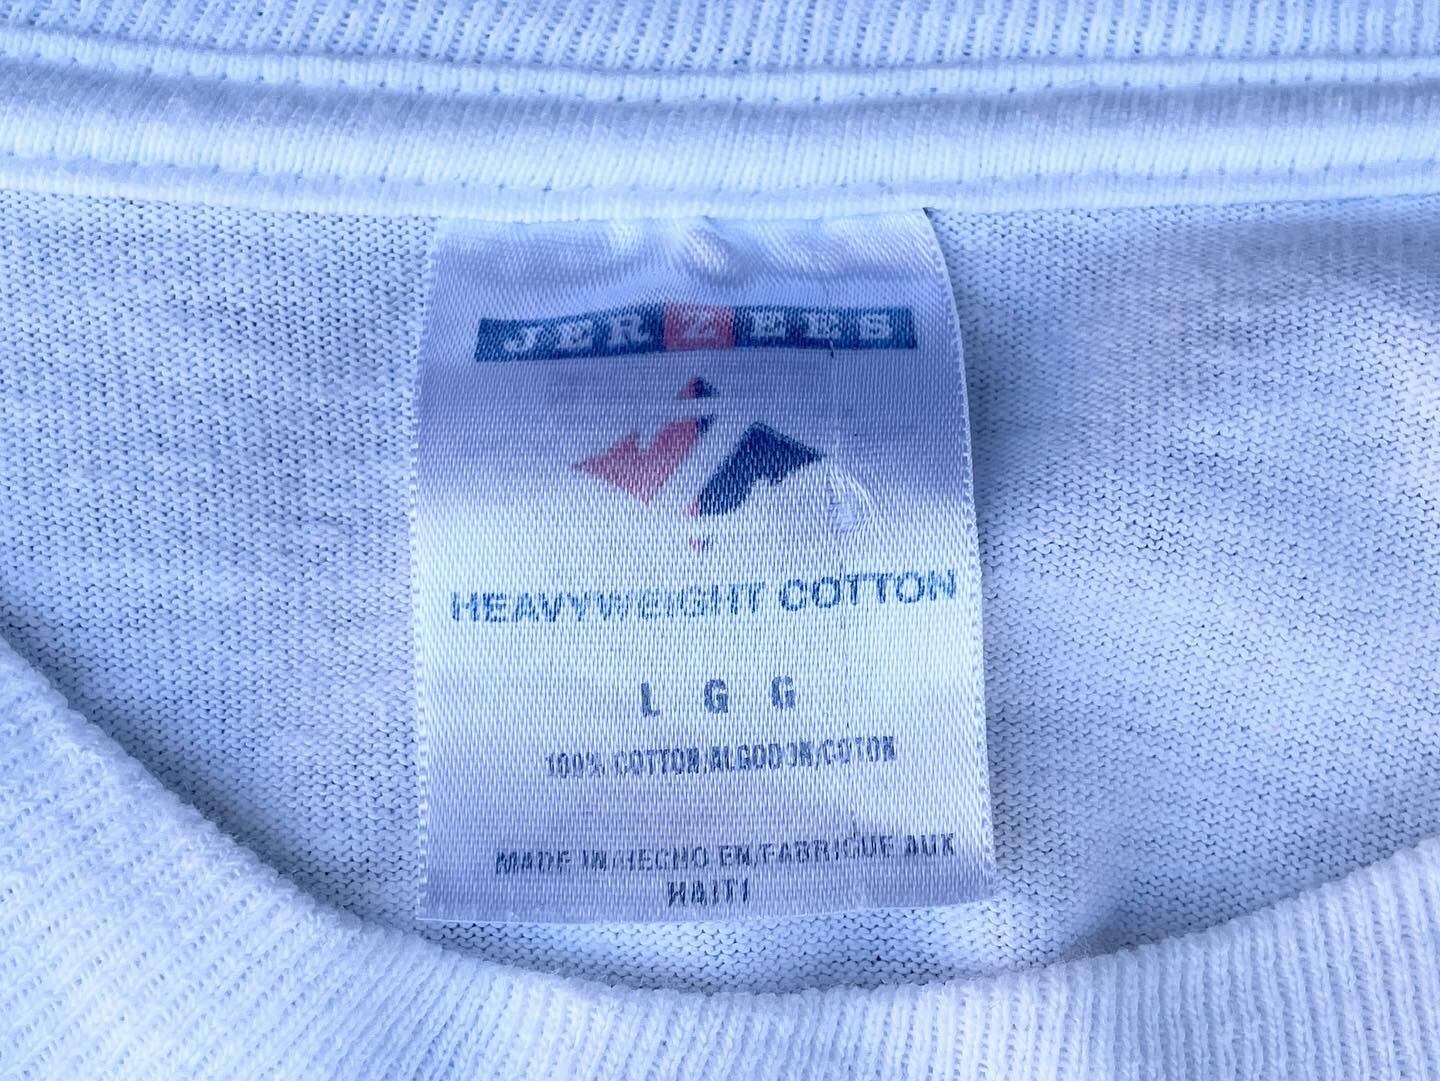 JERZEES
HEAVYWEIGHT COTTON
L G G
100% COTTON/ALGODON/COTON
MADE IN/HECHO EN/FABRIQUE AUX
HAITI